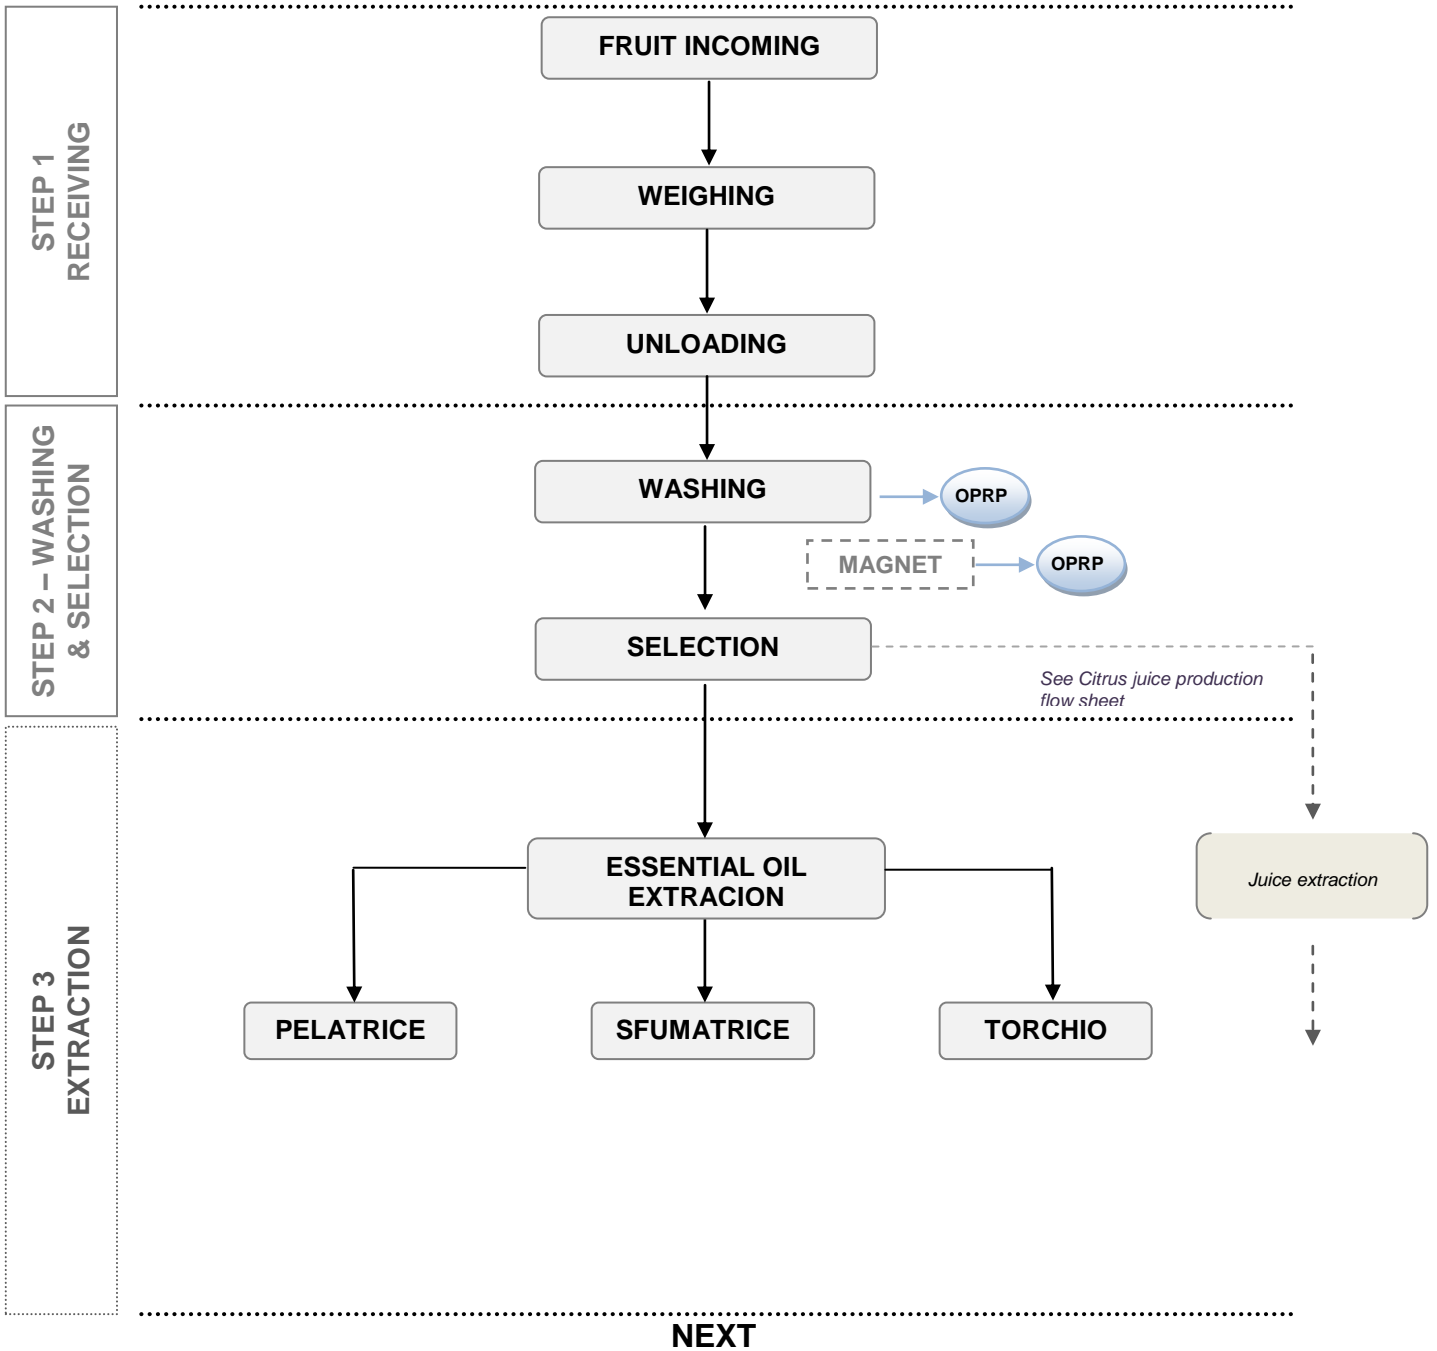 STEP 1
RECEIVING
FRUIT INCOMING
WEIGHING
UNLOADING
STEP 2 – WASHING
& SELECTION
WASHING
OPRP
MAGNET
OPRP
SELECTION
See Citrus juice production
flow sheet
STEP 3
EXTRACTION
ESSENTIAL OIL
EXTRACION
Juice extraction
PELATRICE
SFUMATRICE
TORCHIO
NEXT